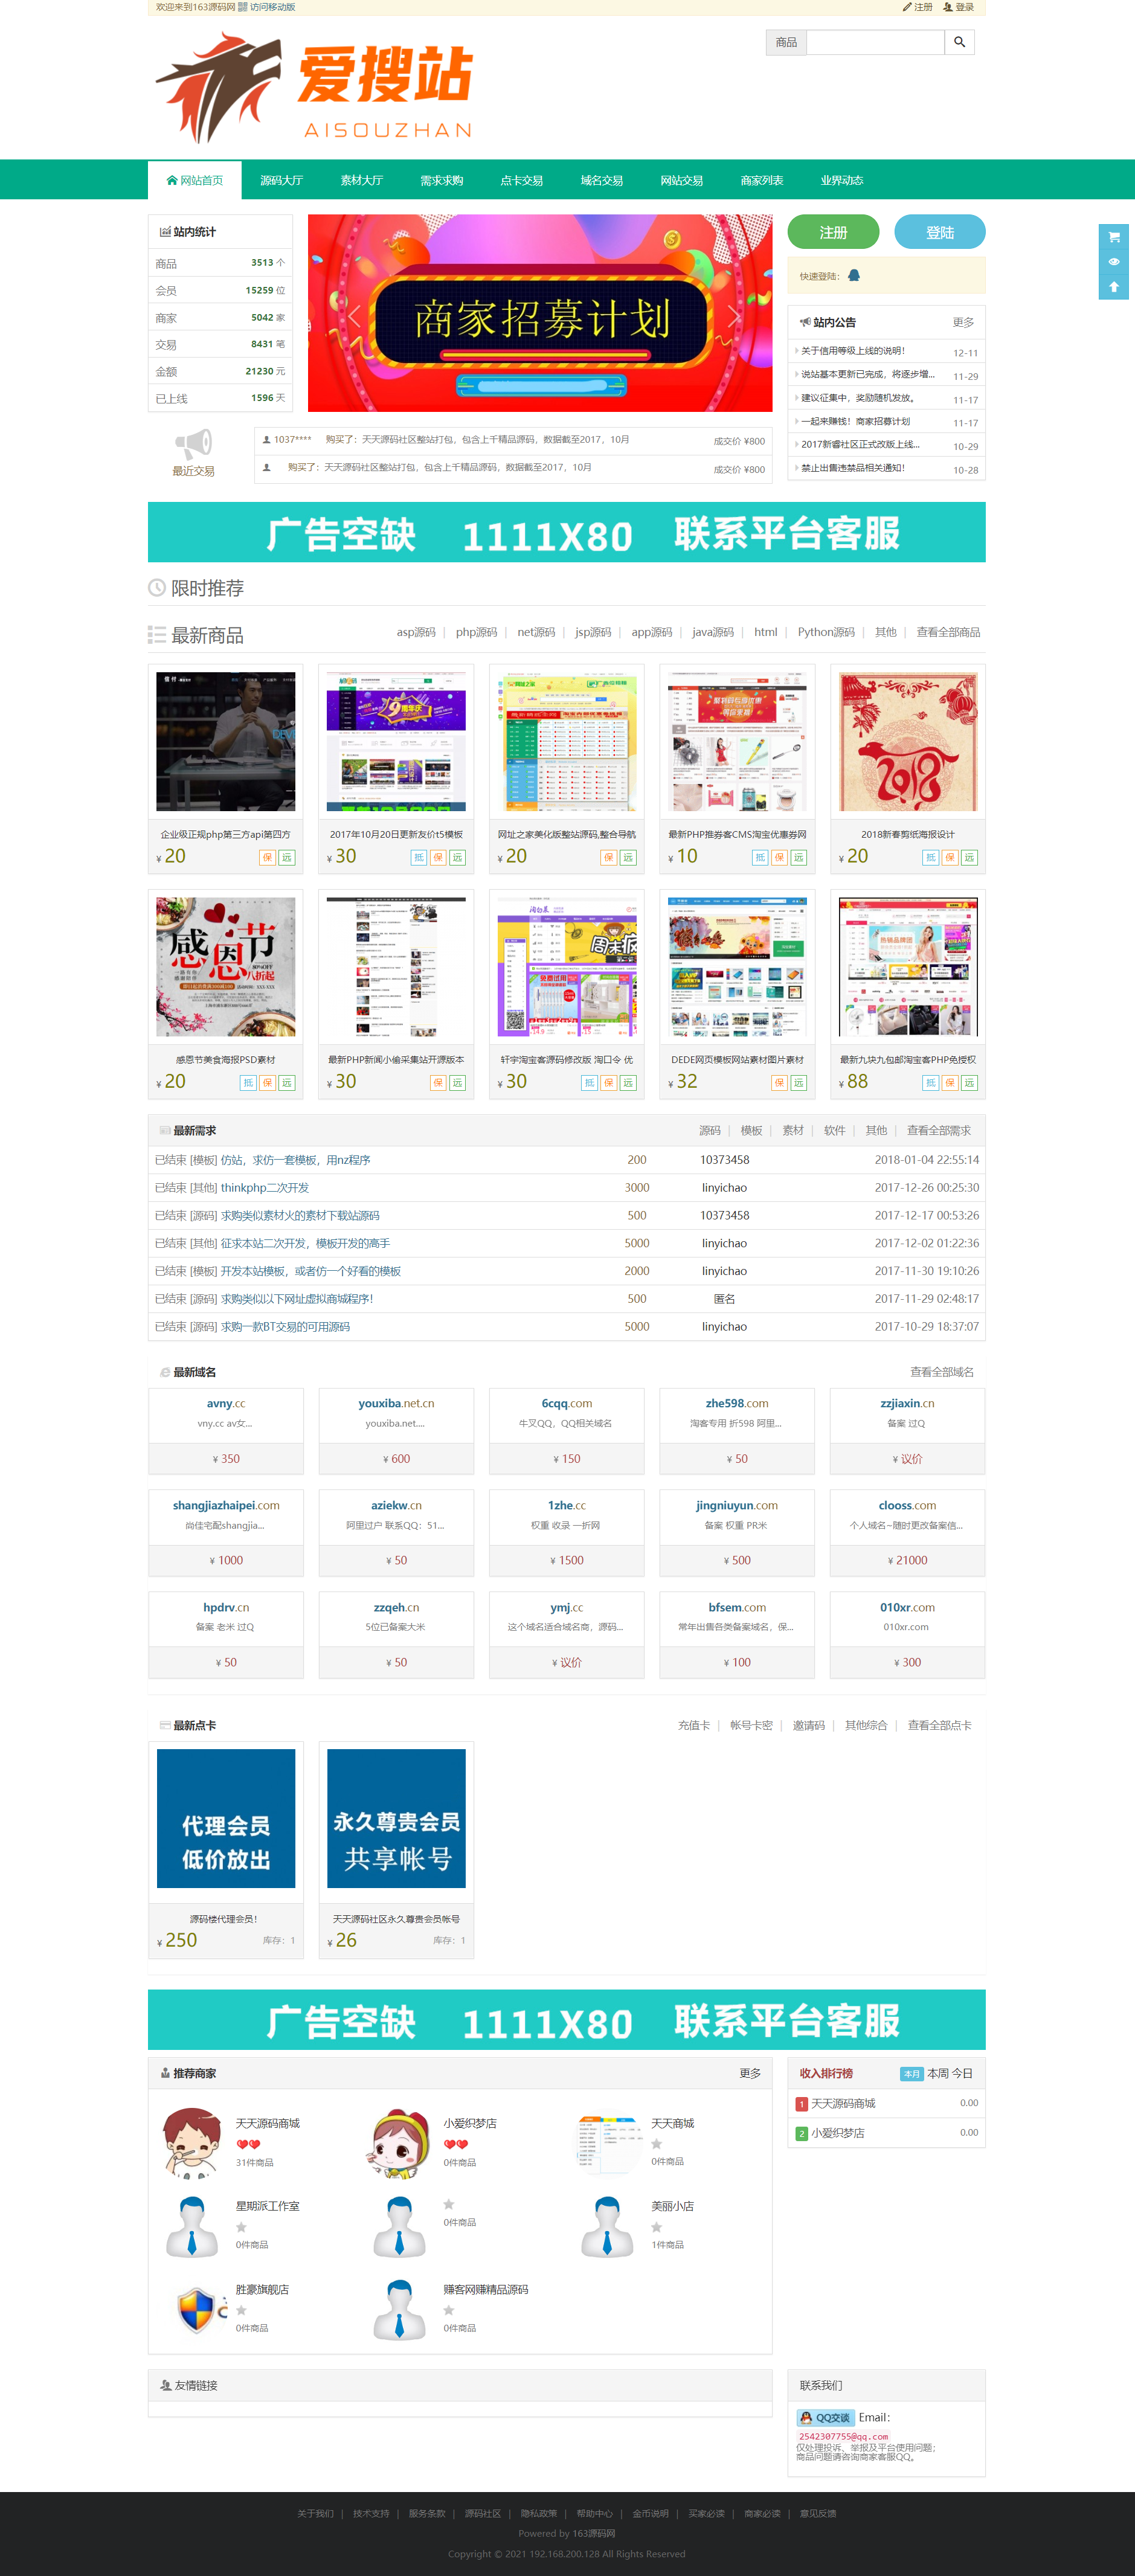 欢迎来到163源码网 访问移动版
注册 登录
爱搜站
AISOUZHAN
商品
网站首页 源码大厅 素材大厅 需求求购 点卡交易 域名交易 网站交易 商家列表 业界动态
站内统计
商品 3513 个
会员 15259 位
商家 5042 家
交易 8431 笔
金额 21230 元
已上线 1596 天
商家招募计划
注册 登陆
快速登陆：
站内公告 更多
关于信用等级上线的说明！ 12-11
说站基本更新已完成，将逐步增... 11-29
建议征集中，奖励随机发放。 11-17
一起来赚钱！商家招募计划 11-17
2017新睿社区正式改版上线... 10-29
禁止出售违禁品相关通知！ 10-28
最近交易
1037**** 购买了：天天源码社区整站打包，包含上千精品源码，数据截至2017，10月 成交价 ¥800
购买了：天天源码社区整站打包，包含上千精品源码，数据截至2017，10月 成交价 ¥800
广告空缺 1111X80 联系平台客服
限时推荐
最新商品
asp源码 | php源码 | net源码 | jsp源码 | app源码 | java源码 | html | Python源码 | 其他 | 查看全部商品
企业级正规php第三方api第四方
¥ 20 保 远
2017年10月20日更新友价t5模板
¥ 30 抵 保 远
网址之家美化版整站源码,整合导航
¥ 20 保 远
最新PHP推券客CMS淘宝优惠券网
¥ 10 抵 保 远
2018
2018新春剪纸海报设计
¥ 20 抵 保 远
感恩节
感恩节美食海报PSD素材
¥ 20 抵 保 远
最新PHP新闻小偷采集站开源版本
¥ 30 保 远
轩宇淘宝客源码修改版 淘口令 优
¥ 30 抵 保 远
DEDE网页模板网站素材图片素材
¥ 32 保 远
最新九块九包邮淘宝客PHP免授权
¥ 88 抵 保 远
最新需求
源码 | 模板 | 素材 | 软件 | 其他 | 查看全部需求
已结束 [模板] 仿站，求仿一套模板，用nz程序 200 10373458 2018-01-04 22:55:14
已结束 [其他] thinkphp二次开发 3000 linyichao 2017-12-26 00:25:30
已结束 [源码] 求购类似素材火的素材下载站源码 500 10373458 2017-12-17 00:53:26
已结束 [其他] 征求本站二次开发，模板开发的高手 5000 linyichao 2017-12-02 01:22:36
已结束 [模板] 开发本站模板，或者仿一个好看的模板 2000 linyichao 2017-11-30 19:10:26
已结束 [源码] 求购类似以下网址虚拟商城程序！ 500 匿名 2017-11-29 02:48:17
已结束 [源码] 求购一款BT交易的可用源码 5000 linyichao 2017-10-29 18:37:07
最新域名 查看全部域名
avny.cc
vny.cc av女...
¥ 350
youxiba.net.cn
youxiba.net....
¥ 600
6cqq.com
牛叉QQ，QQ相关域名
¥ 150
zhe598.com
淘客专用 折598 阿里...
¥ 50
zzjiaxin.cn
备案 过Q
¥ 议价
shangjiazhaipei.com
尚佳宅配shangjia...
¥ 1000
aziekw.cn
阿里过户 联系QQ：51...
¥ 50
1zhe.cc
权重 收录 一折网
¥ 1500
jingniuyun.com
备案 权重 PR米
¥ 500
clooss.com
个人域名~随时更改备案信...
¥ 21000
hpdrv.cn
备案 老米 过Q
¥ 50
zzqeh.cn
5位已备案大米
¥ 50
ymj.cc
这个域名适合域名商，源码...
¥ 议价
bfsem.com
常年出售各类备案域名，保...
¥ 100
010xr.com
010xr.com
¥ 300
最新点卡
充值卡 | 帐号卡密 | 邀请码 | 其他综合 | 查看全部点卡
代理会员
低价放出
源码楼代理会员！
¥ 250 库存：1
永久尊贵会员
共享帐号
天天源码社区永久尊贵会员帐号
¥ 26 库存：1
广告空缺 1111X80 联系平台客服
推荐商家 更多
天天源码商城
31件商品
小爱织梦店
0件商品
天天商城
0件商品
星期派工作室
0件商品
0件商品
美丽小店
1件商品
胜豪旗舰店
0件商品
赚客网赚精品源码
0件商品
收入排行榜 本月 本周 今日
1 天天源码商城 0.00
2 小爱织梦店 0.00
友情链接
联系我们
QQ交谈 Email：
2542307755@qq.com
仅处理投诉、举报及平台使用问题；
商品问题请咨询商家客服QQ。
关于我们 | 技术支持 | 服务条款 | 源码社区 | 隐私政策 | 帮助中心 | 金币说明 | 买家必读 | 商家必读 | 意见反馈
Powered by 163源码网
Copyright © 2021 192.168.200.128 All Rights Reserved